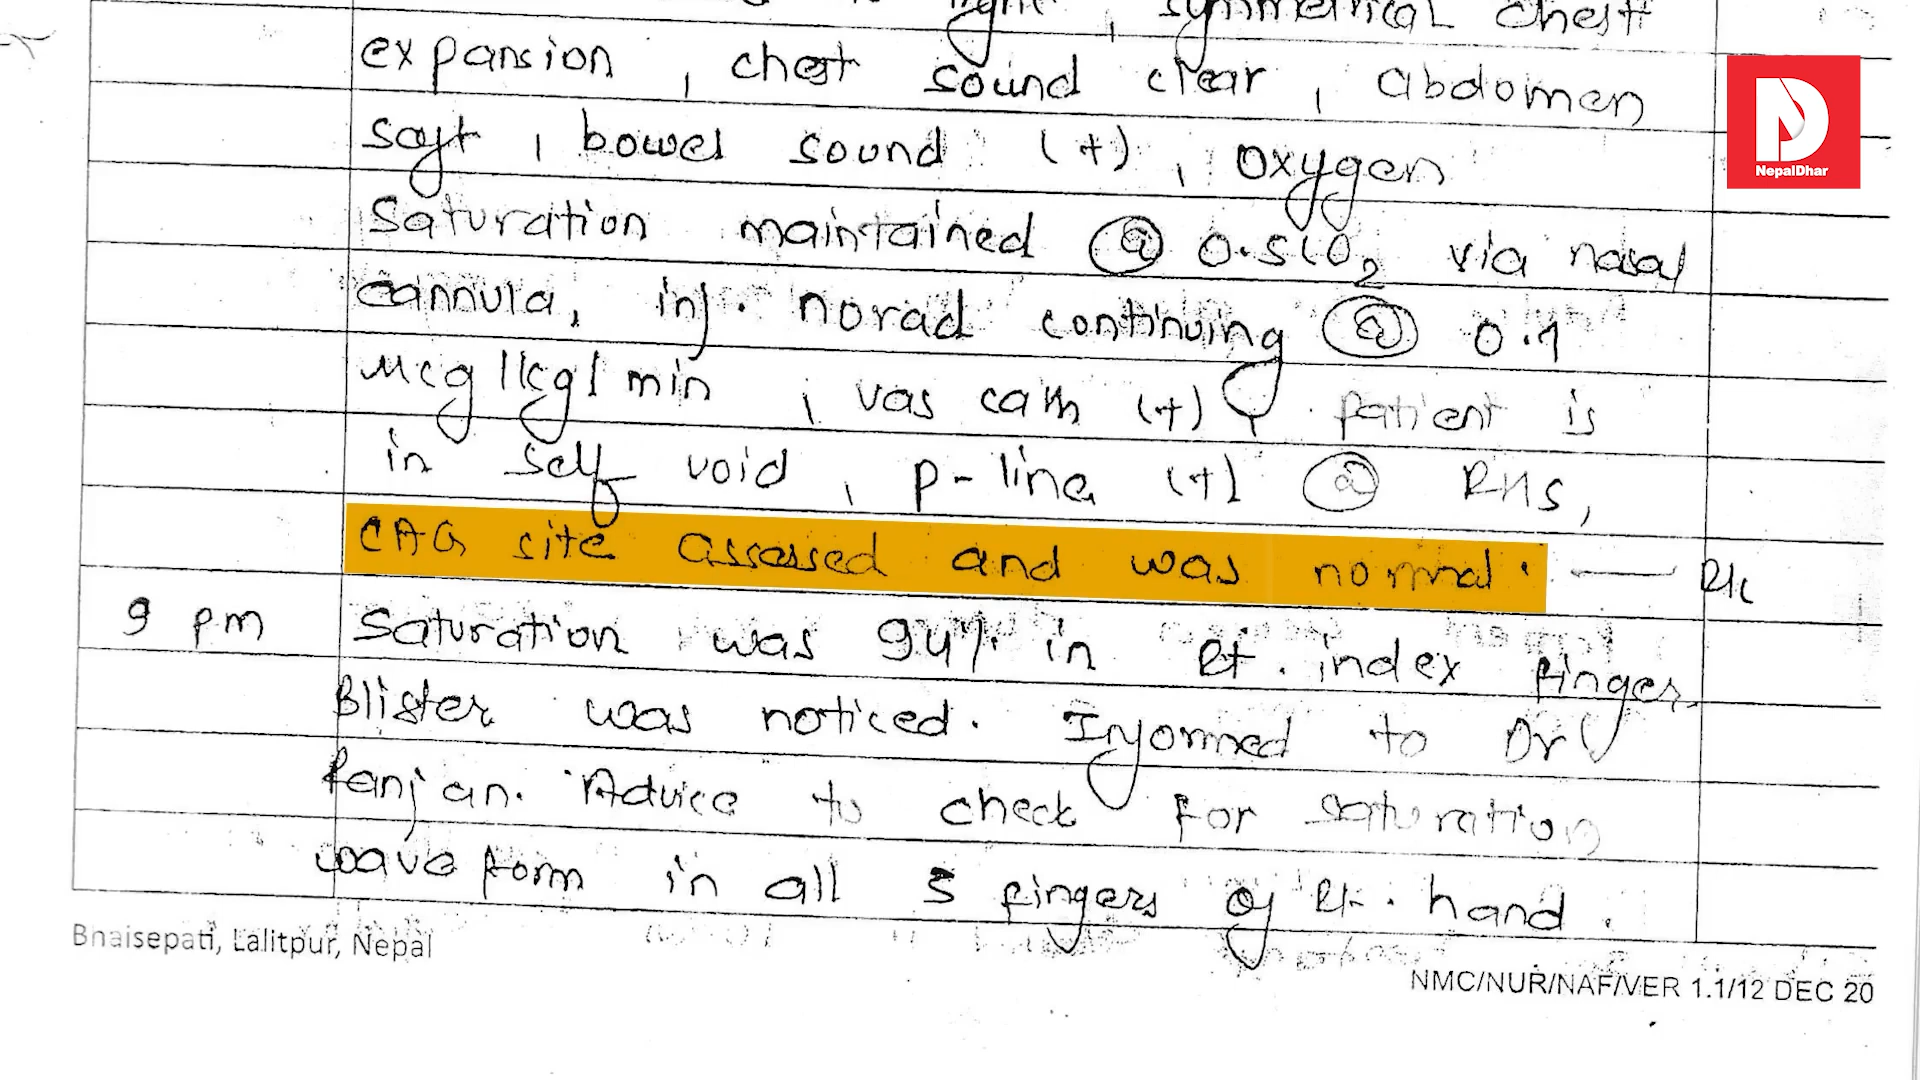 light, symmetrical chest
expansion, chest sound clear, abdomen
NepalDhar
soft, bowel sound (+), oxygen
saturation maintained @ 0.5lO2 via nasal
cannula, inj. norad continuing @ 0.1
mcg/kg/min, vas cath (+), patient is
in self void, p-line (+) @ RHS,
CAG site assessed and was normal.
9 pm saturation was 94% in Rt. index finger.
Blister was noticed. Informed to Dr
Ranjan. Advice to check for saturation
wave form in all 5 fingers of Rt. hand.
Bhaisepati, Lalitpur, Nepal
NMC/NUR/NAF/VER 1.1/12 DEC 20